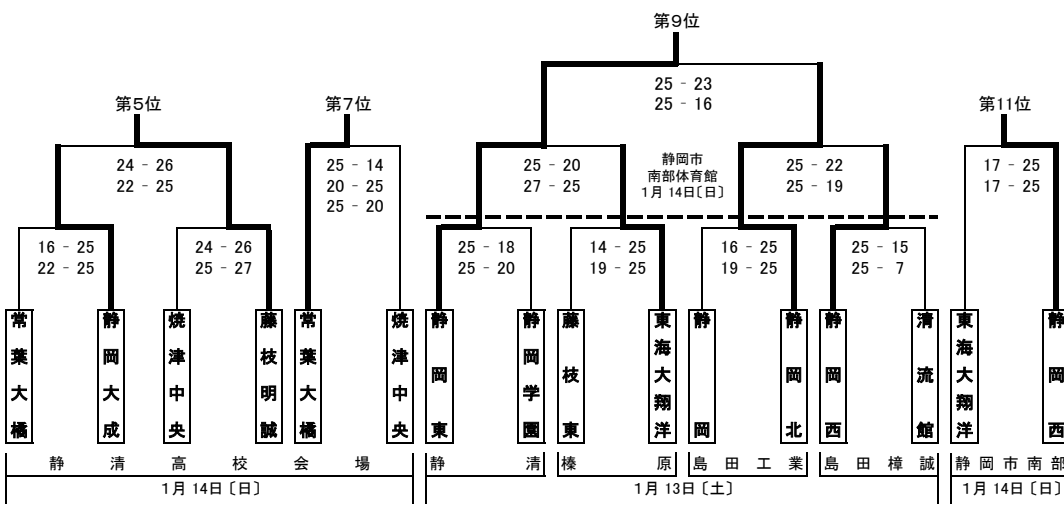 第9位
25 - 23
25 - 16
第5位
第7位
第11位
24 - 26
22 - 25
25 - 14
20 - 25
25 - 20
25 - 20
27 - 25
静岡市
南部体育館
1月 14日〔日〕
25 - 22
25 - 19
17 - 25
17 - 25
16 - 25
22 - 25
24 - 26
25 - 27
25 - 18
25 - 20
14 - 25
19 - 25
16 - 25
19 - 25
25 - 15
25 - 7
常葉大橘
静岡大成
焼津中央
藤枝明誠
常葉大橘
焼津中央
静岡東
静岡学園
藤枝東
東海大翔洋
静岡
静岡北
静岡西
清流館
東海大翔洋
静岡西
静清高校会場
静清
榛原
島田工業
島田樟誠
静岡市南部
1月 14日〔日〕
1月 13日〔土〕
1月 14日〔日〕